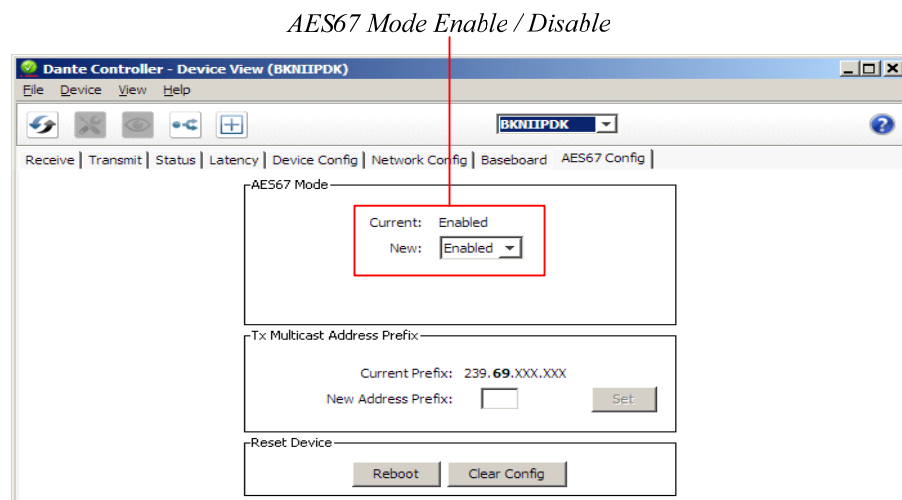 AES67 Mode Enable / Disable
Dante Controller - Device View (BKNIIPDK)
File Device View Help
BKNIIPDK
Receive Transmit Status Latency Device Config Network Config Baseboard AES67 Config
AES67 Mode
Current: Enabled
New: Enabled
Tx Multicast Address Prefix
Current Prefix: 239.69.XXX.XXX
New Address Prefix: Set
Reset Device
Reboot Clear Config